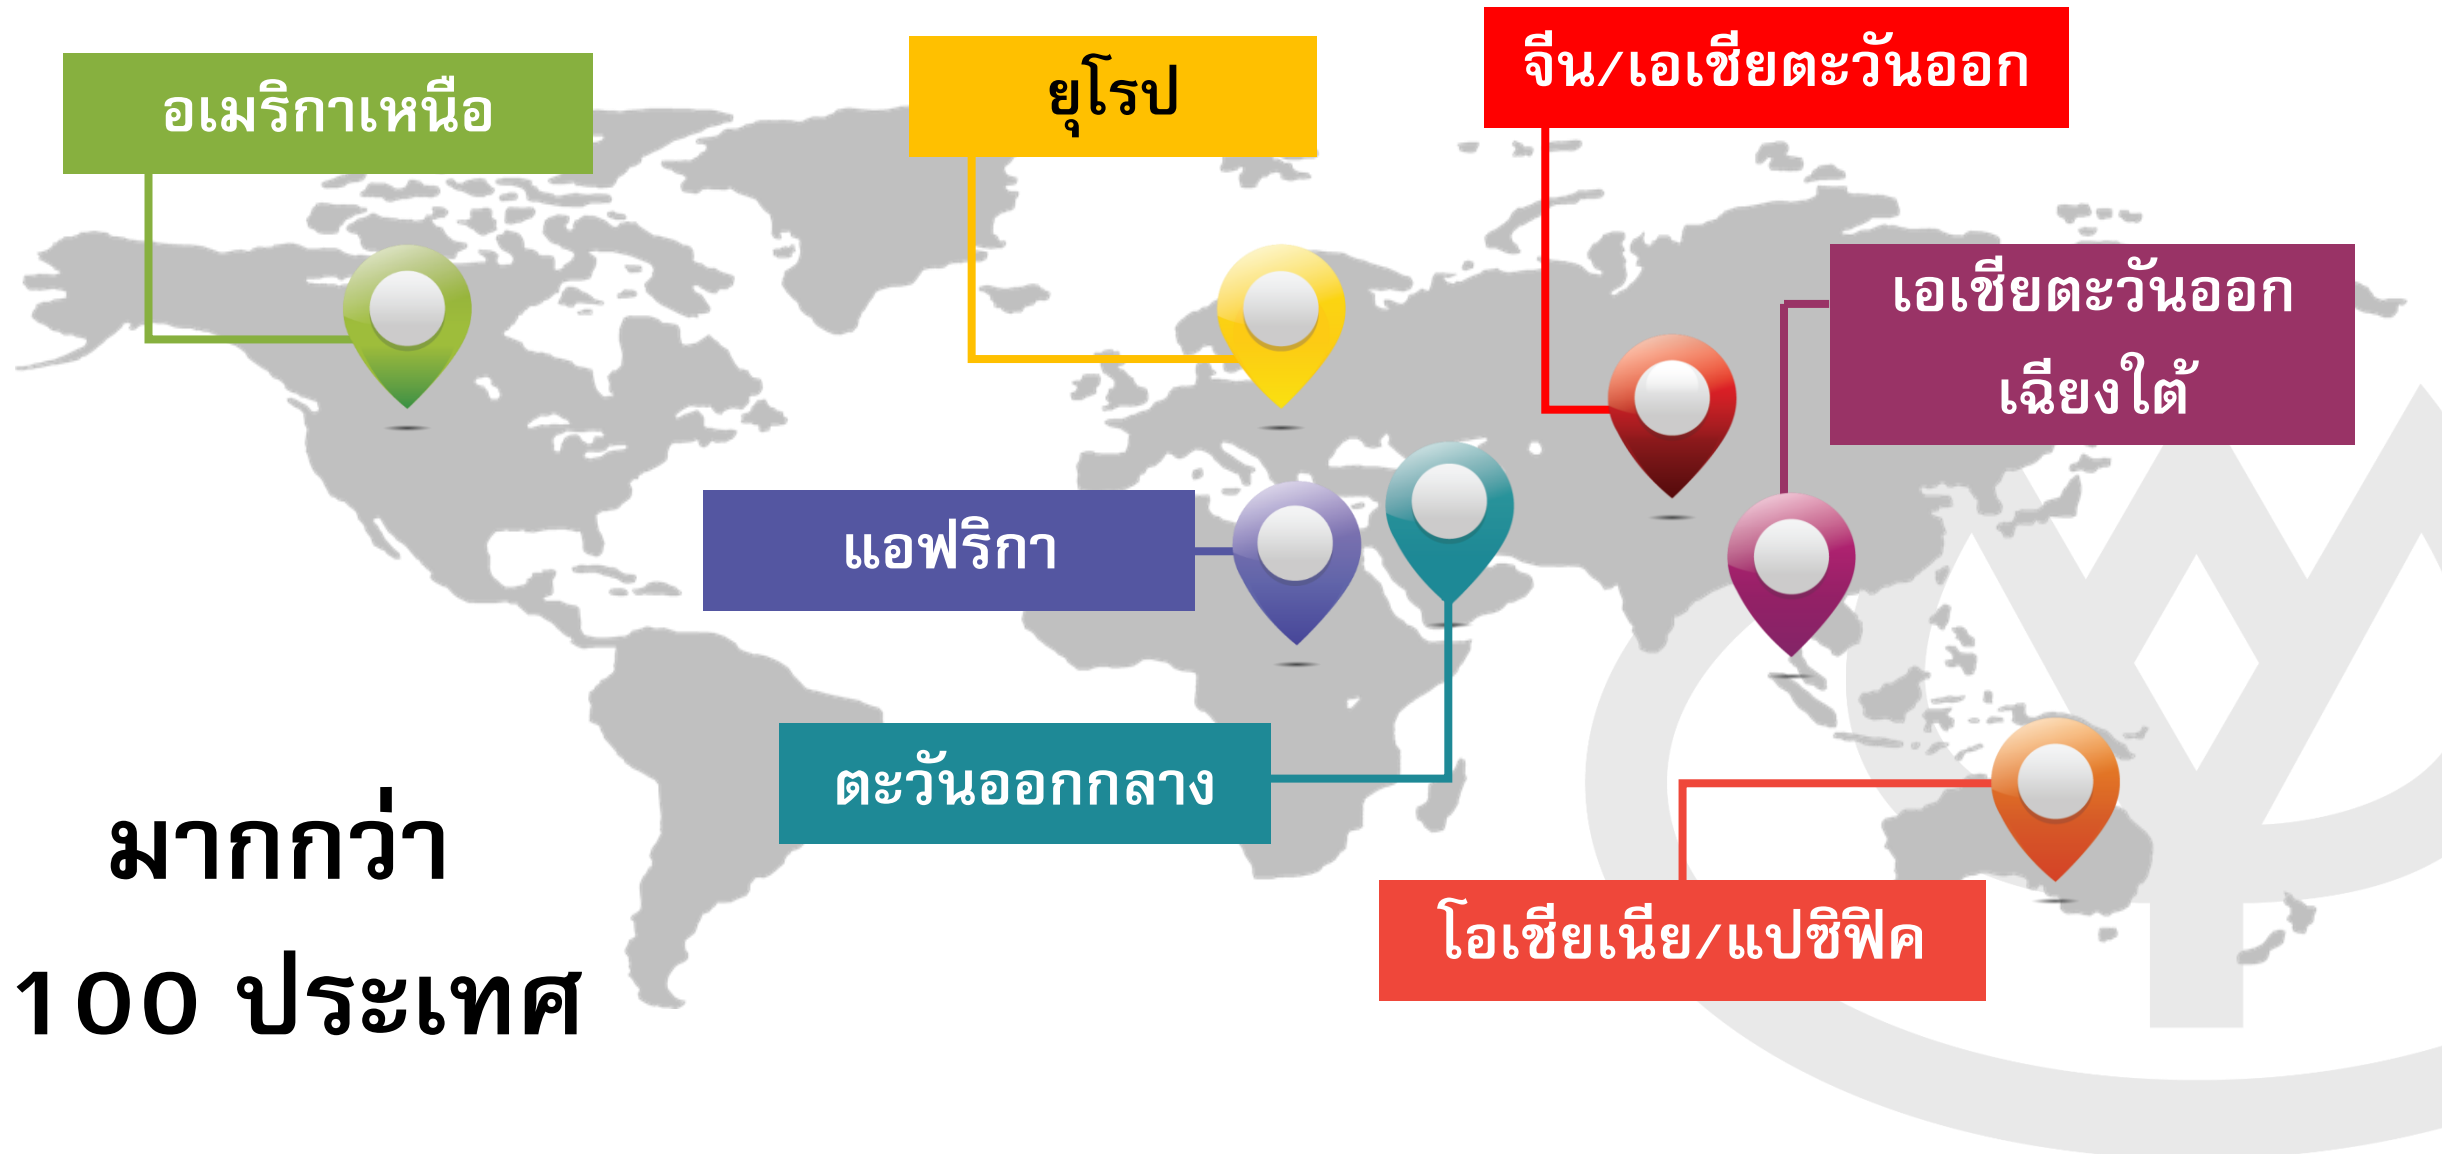 อเมริกาเหนือ
ยุโรป
จีน/เอเชียตะวันออก
เอเชียตะวันออก
เฉียงใต้
แอฟริกา
ตะวันออกกลาง
โอเชียเนีย/แปซิฟิค
มากกว่า
100 ประเทศ